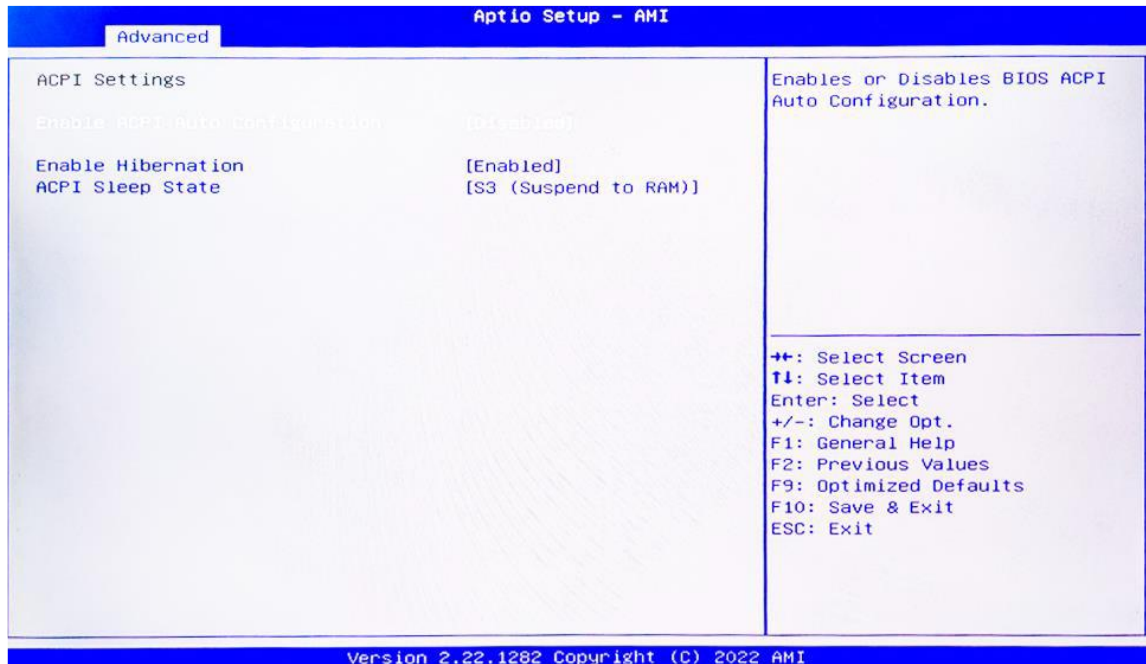 Aptio Setup – AMI
Advanced
ACPI Settings
Enable ACPI Auto Configuration [Disabled]
Enable Hibernation [Enabled]
ACPI Sleep State [S3 (Suspend to RAM)]
Enables or Disables BIOS ACPI
Auto Configuration.
→←: Select Screen
↑↓: Select Item
Enter: Select
+/-: Change Opt.
F1: General Help
F2: Previous Values
F9: Optimized Defaults
F10: Save & Exit
ESC: Exit
Version 2.22.1282 Copyright (C) 2022 AMI